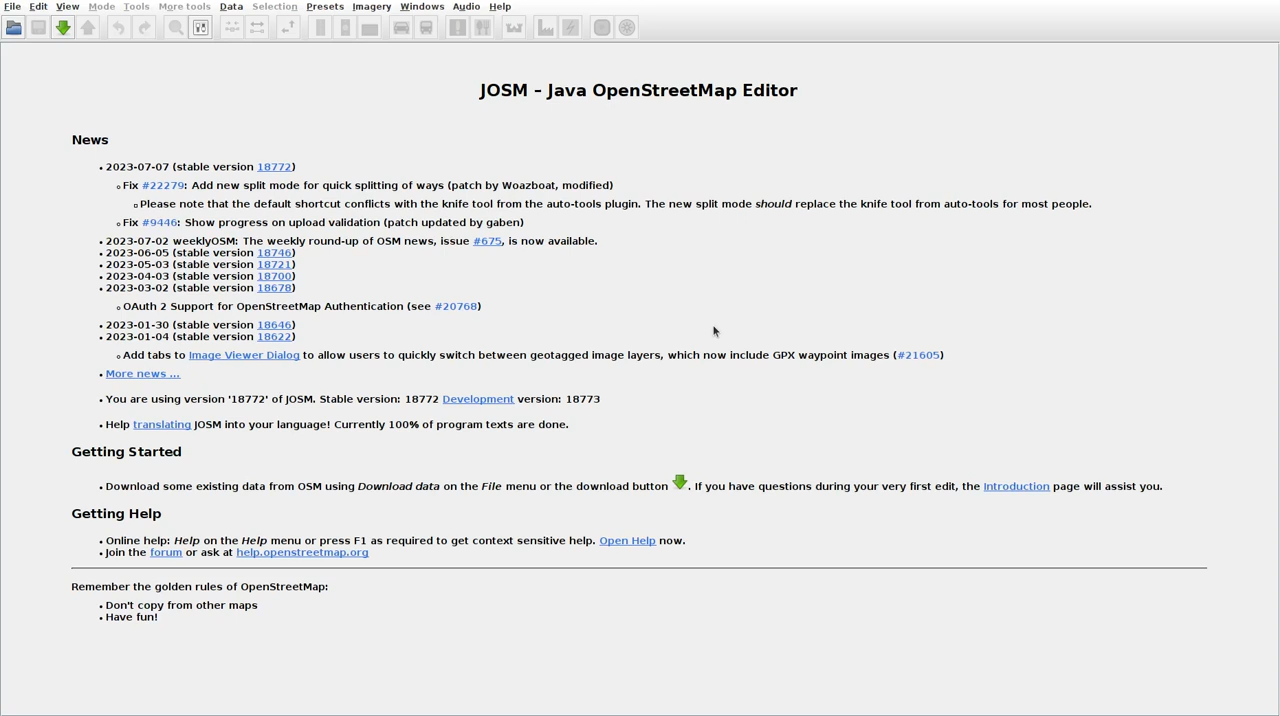 File Edit View Mode Tools More tools Data Selection Presets Imagery Windows Audio Help
JOSM – Java OpenStreetMap Editor
News
2023-07-07 (stable version 18772)
Fix #22279: Add new split mode for quick splitting of ways (patch by Woazboat, modified)
Please note that the default shortcut conflicts with the knife tool from the auto-tools plugin. The new split mode should replace the knife tool from auto-tools for most people.
Fix #9446: Show progress on upload validation (patch updated by gaben)
2023-07-02 weeklyOSM: The weekly round-up of OSM news, issue #675, is now available.
2023-06-05 (stable version 18746)
2023-05-03 (stable version 18721)
2023-04-03 (stable version 18700)
2023-03-02 (stable version 18678)
OAuth 2 Support for OpenStreetMap Authentication (see #20768)
2023-01-30 (stable version 18646)
2023-01-04 (stable version 18622)
Add tabs to Image Viewer Dialog to allow users to quickly switch between geotagged image layers, which now include GPX waypoint images (#21605)
More news ...
You are using version '18772' of JOSM. Stable version: 18772 Development version: 18773
Help translating JOSM into your language! Currently 100% of program texts are done.
Getting Started
Download some existing data from OSM using Download data on the File menu or the download button . If you have questions during your very first edit, the Introduction page will assist you.
Getting Help
Online help: Help on the Help menu or press F1 as required to get context sensitive help. Open Help now.
Join the forum or ask at help.openstreetmap.org
Remember the golden rules of OpenStreetMap:
Don't copy from other maps
Have fun!